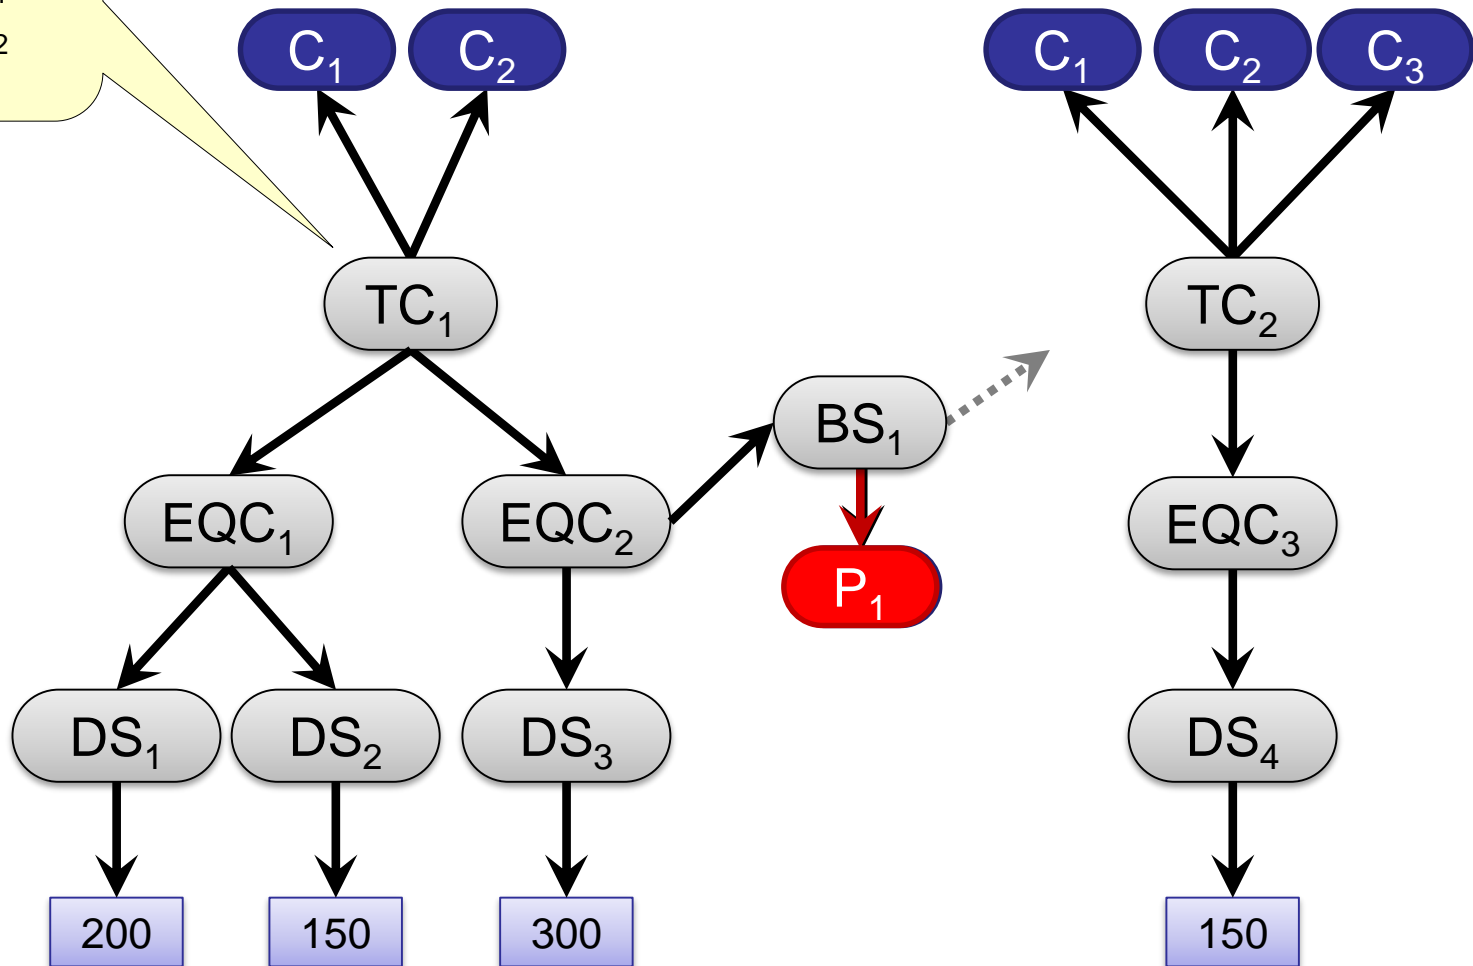 2
C1 C2 C1 C2 C3
TC1 TC2
BS1
EQC1 EQC2 EQC3
P1
DS1 DS2 DS3 DS4
200 150 300 150